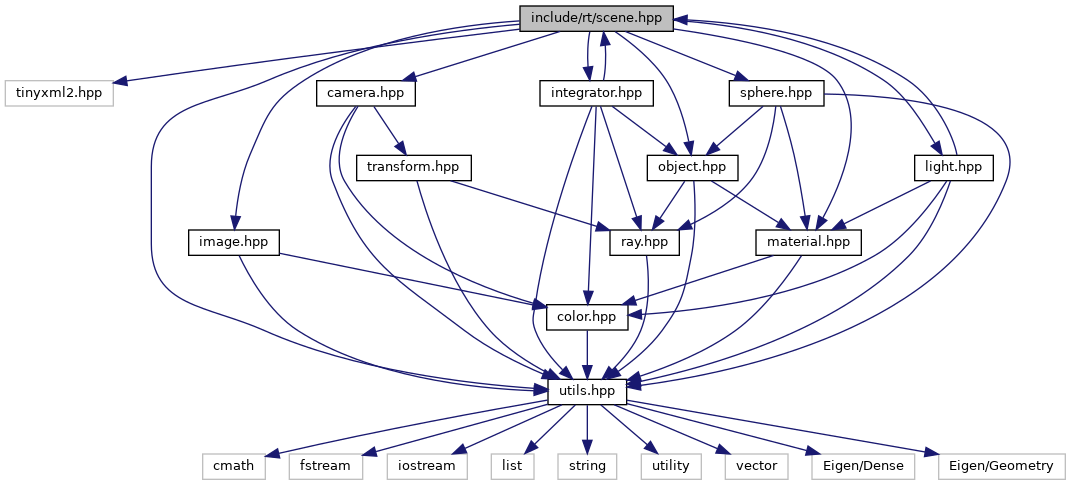 include/rt/scene.hpp
tinyxml2.hpp
camera.hpp
integrator.hpp
sphere.hpp
transform.hpp
object.hpp
light.hpp
image.hpp
ray.hpp
material.hpp
color.hpp
utils.hpp
cmath
fstream
iostream
list
string
utility
vector
Eigen/Dense
Eigen/Geometry